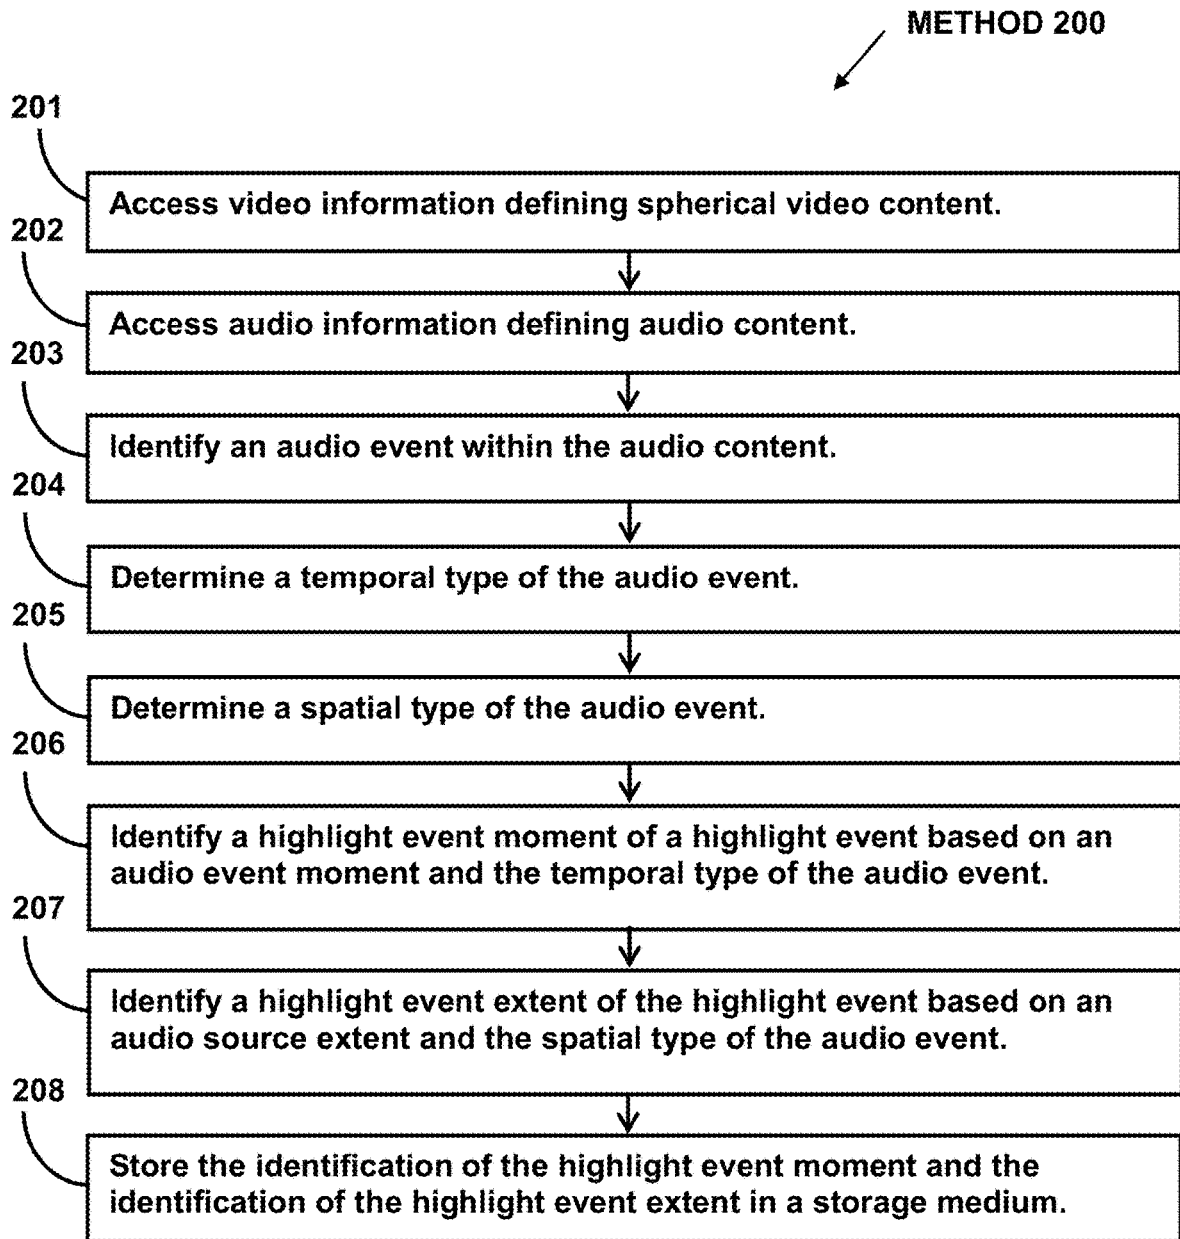 METHOD 200
201
Access video information defining spherical video content.
202
Access audio information defining audio content.
203
Identify an audio event within the audio content.
204
Determine a temporal type of the audio event.
205
Determine a spatial type of the audio event.
206
Identify a highlight event moment of a highlight event based on an
audio event moment and the temporal type of the audio event.
207
Identify a highlight event extent of the highlight event based on an
audio source extent and the spatial type of the audio event.
208
Store the identification of the highlight event moment and the
identification of the highlight event extent in a storage medium.